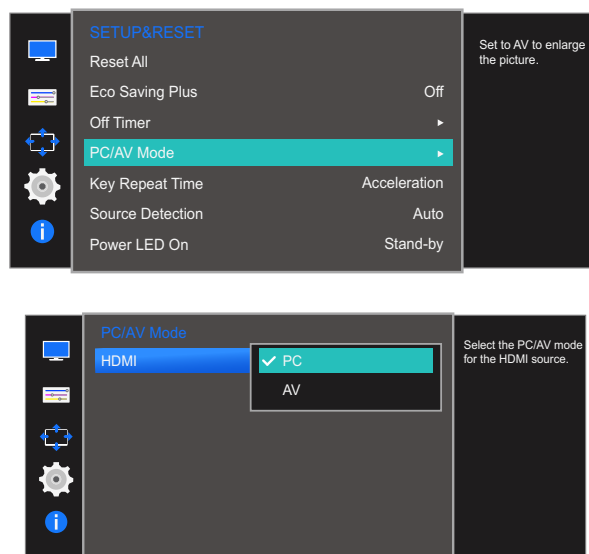 SETUP&RESET
Reset All
Eco Saving Plus Off
Off Timer
PC/AV Mode
Key Repeat Time Acceleration
Source Detection Auto
Power LED On Stand-by
Set to AV to enlarge
the picture.
PC/AV Mode
HDMI PC
AV
Select the PC/AV mode
for the HDMI source.